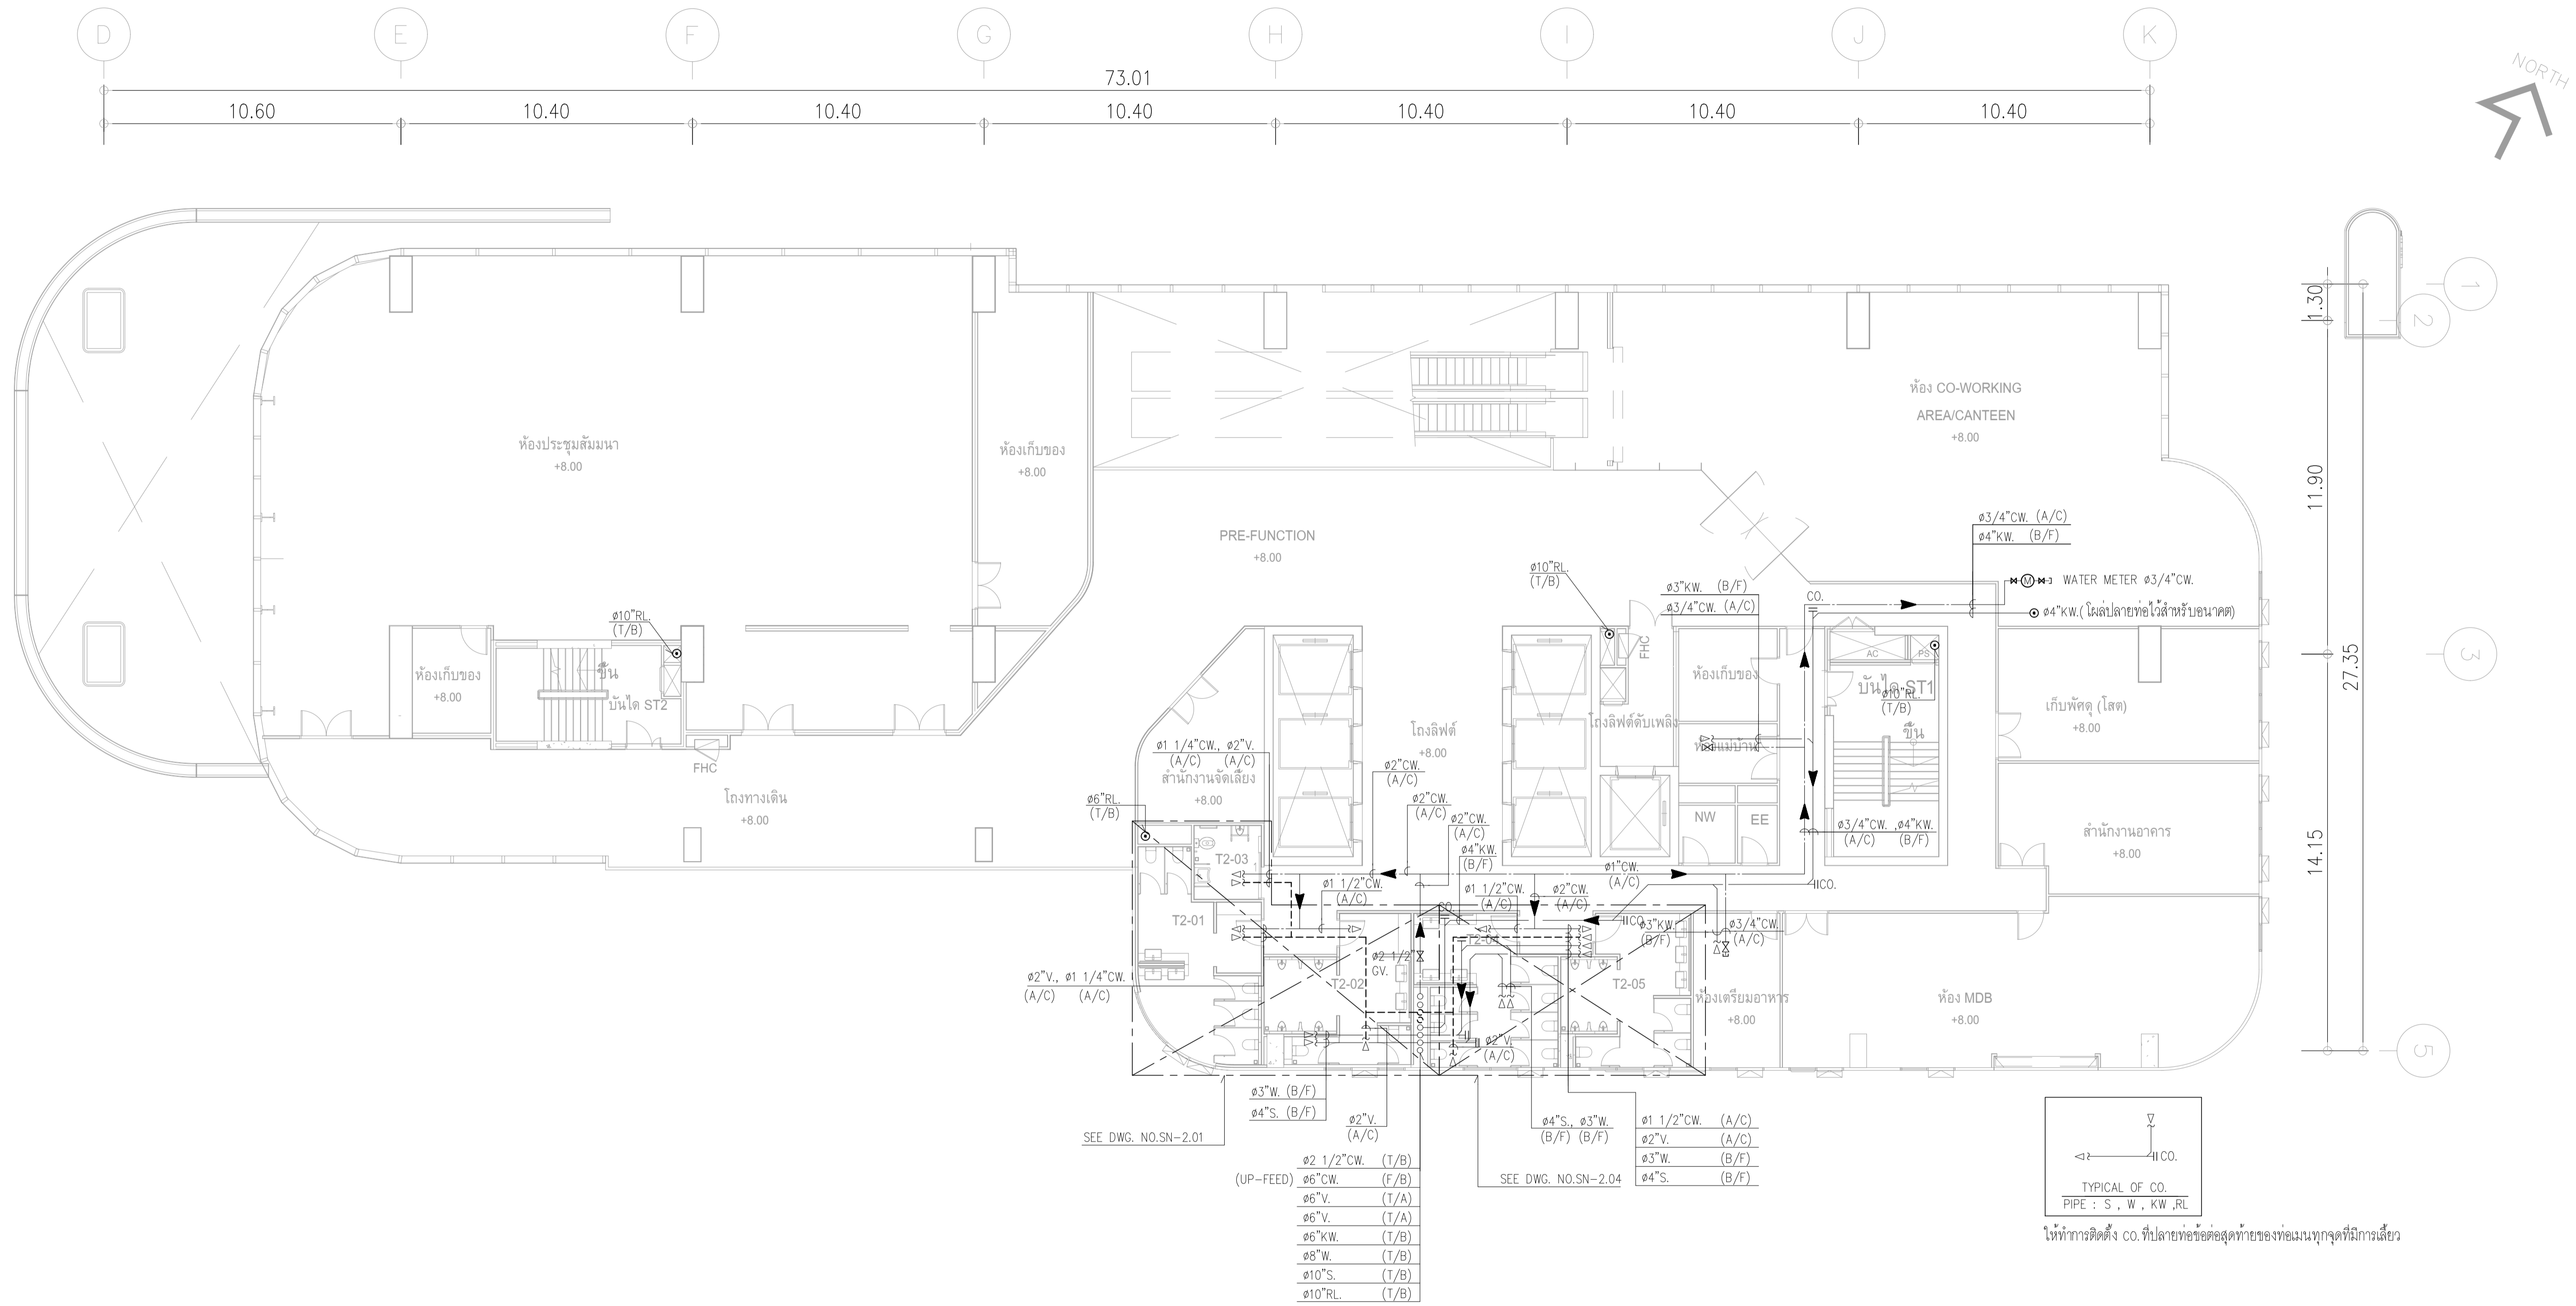 D
E
F
G
H
I
J
K
NORTH
73.01
10.60
10.40
10.40
10.40
10.40
10.40
10.40
1
2
3
5
1.30
11.90
14.15
27.35
ห้องประชุมสัมมนา
+8.00
ห้องเก็บของ
+8.00
ห้อง CO-WORKING
AREA/CANTEEN
+8.00
PRE-FUNCTION
+8.00
ø3/4"CW. (A/C)
ø4"KW. (B/F)
M
WATER METER ø3/4"CW.
ø4"KW.(โผล่ปลายท่อไว้สำหรับอนาคต)
CO.
ø10"RL.
(T/B)
ø3"KW. (B/F)
ø3/4"CW. (A/C)
ø10"RL.
(T/B)
FHC
AC
PS
ห้องเก็บของ
+8.00
ขึ้น
บันได ST2
FHC
ห้องเก็บของ
บันได ST1
ø10"RL.
(T/B)
ขึ้น
เก็บพัสดุ (โสต)
+8.00
โถงลิฟต์
+8.00
โถงลิฟต์ดับเพลิง
ห้องแม่บ้าน
ø1 1/4"CW., ø2"V.
(A/C) (A/C)
สำนักงานจัดเลี้ยง
+8.00
โถงทางเดิน
+8.00
ø6"RL.
(T/B)
ø2"CW.
(A/C)
ø2"CW.
(A/C)
ø2"CW.
(A/C)
ø4"KW.
(B/F)
NW
EE
ø3/4"CW. ,ø4"KW.
(A/C) (B/F)
สำนักงานอาคาร
+8.00
T2-03
ø1"CW.
(A/C)
CO.
ø1 1/2"CW.
(A/C)
ø1 1/2"CW.
(A/C)
ø2"CW.
(A/C)
CO.
CO.
T2-01
T2-04
ø3"KW.
(B/F)
ø3/4"CW.
(A/C)
ø2 1/2"
GV.
ø2"V., ø1 1/4"CW.
(A/C) (A/C)
T2-02
T2-05
ห้องเตรียมอาหาร
+8.00
ห้อง MDB
+8.00
ø2"V.
(A/C)
ø3"W. (B/F)
ø4"S. (B/F)
ø2"V.
(A/C)
ø4"S., ø3"W.
(B/F) (B/F)
ø1 1/2"CW. (A/C)
ø2"V. (A/C)
ø3"W. (B/F)
ø4"S. (B/F)
SEE DWG. NO.SN-2.01
SEE DWG. NO.SN-2.04
ø2 1/2"CW. (T/B)
(UP-FEED) ø6"CW. (F/B)
ø6"V. (T/A)
ø6"V. (T/A)
ø6"KW. (T/B)
ø8"W. (T/B)
ø10"S. (T/B)
ø10"RL. (T/B)
CO.
TYPICAL OF CO.
PIPE : S , W , KW ,RL
ให้ทำการติดตั้ง CO. ที่ปลายท่อข้อต่อสุดท้ายของท่อเมนทุกจุดที่มีการเลี้ยว